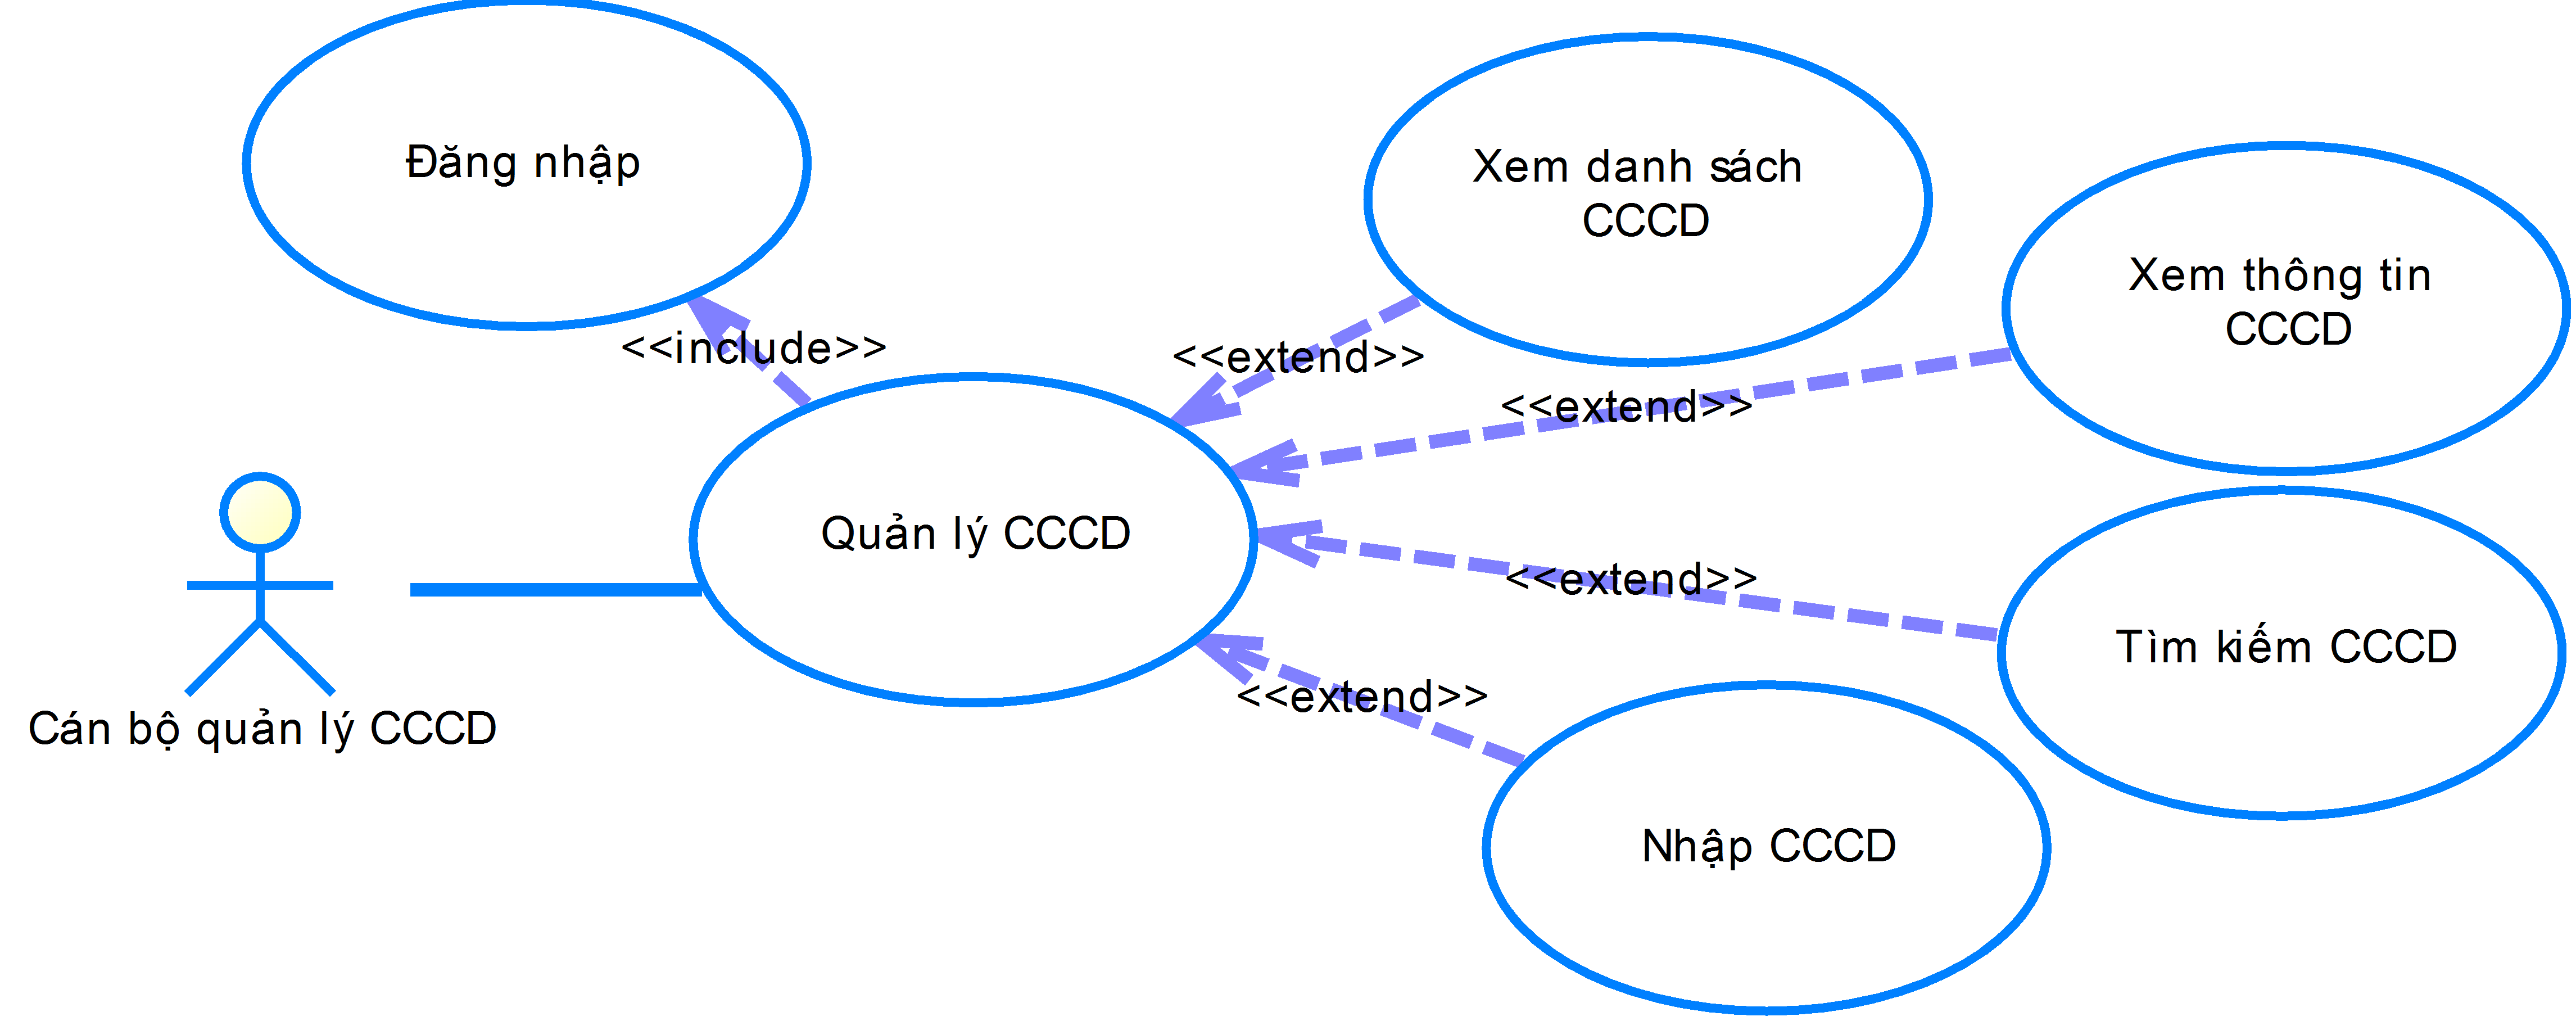 Đăng nhập
Xem danh sách
CCCD
Xem thông tin
CCCD
<<include>>
<<extend>>
<<extend>>
Quản lý CCCD
<<extend>>
Tìm kiếm CCCD
<<extend>>
Cán bộ quản lý CCCD
Nhập CCCD